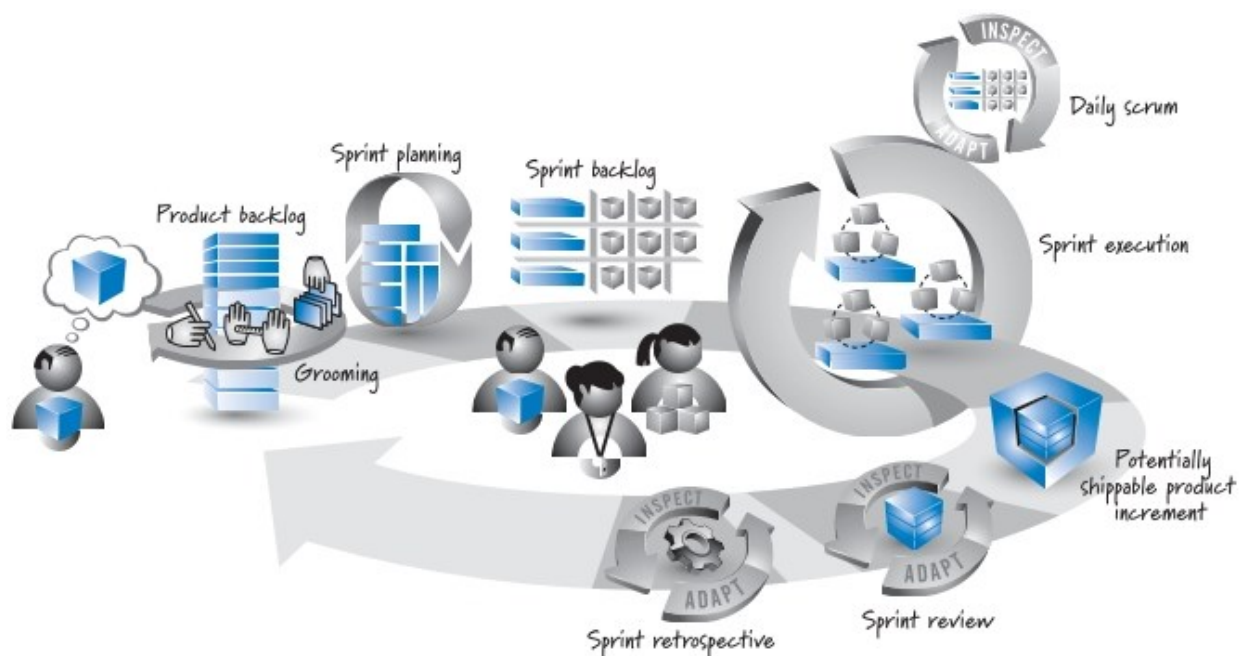 INSPECT
ADAPT
Daily scrum
Sprint planning
Sprint backlog
Product backlog
Sprint execution
Grooming
Potentially
shippable product
increment
INSPECT
ADAPT
Sprint review
INSPECT
ADAPT
Sprint retrospective